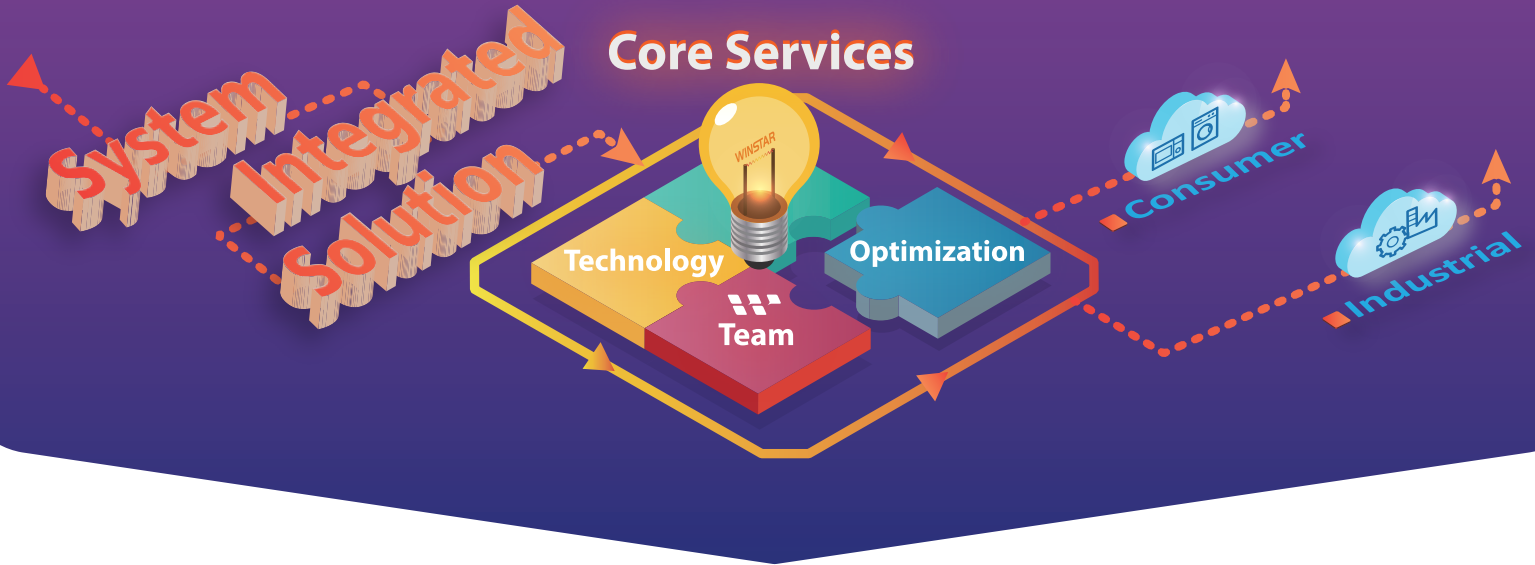 Core Services
System
Integrated
Solution
WINSTAR
Technology
Optimization
Team
Consumer
Industrial